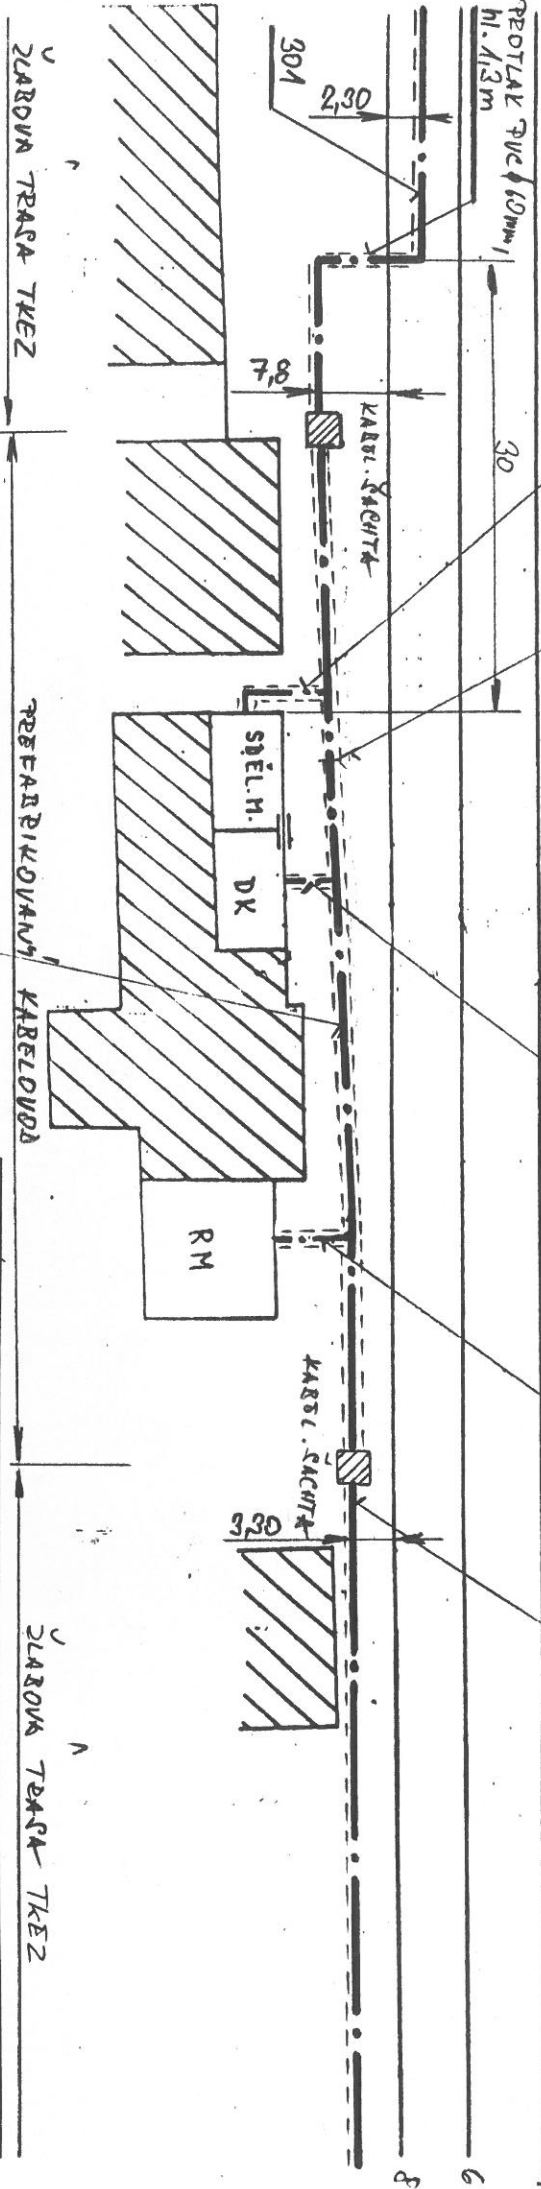 PROTLAK PVC ϕ 60mm,
hl. 1,3 m
301
2,30
30
7,8
KABEL. ŠACHTA
SDĚL.M.
DK
RM
KABEL. ŠACHTA
3,30
8
6
ŽLABOVÁ TRASA TKEZ
PREFABRIKOVANÝ KABELOVOD
ŽLABOVÁ TRASA TKEZ